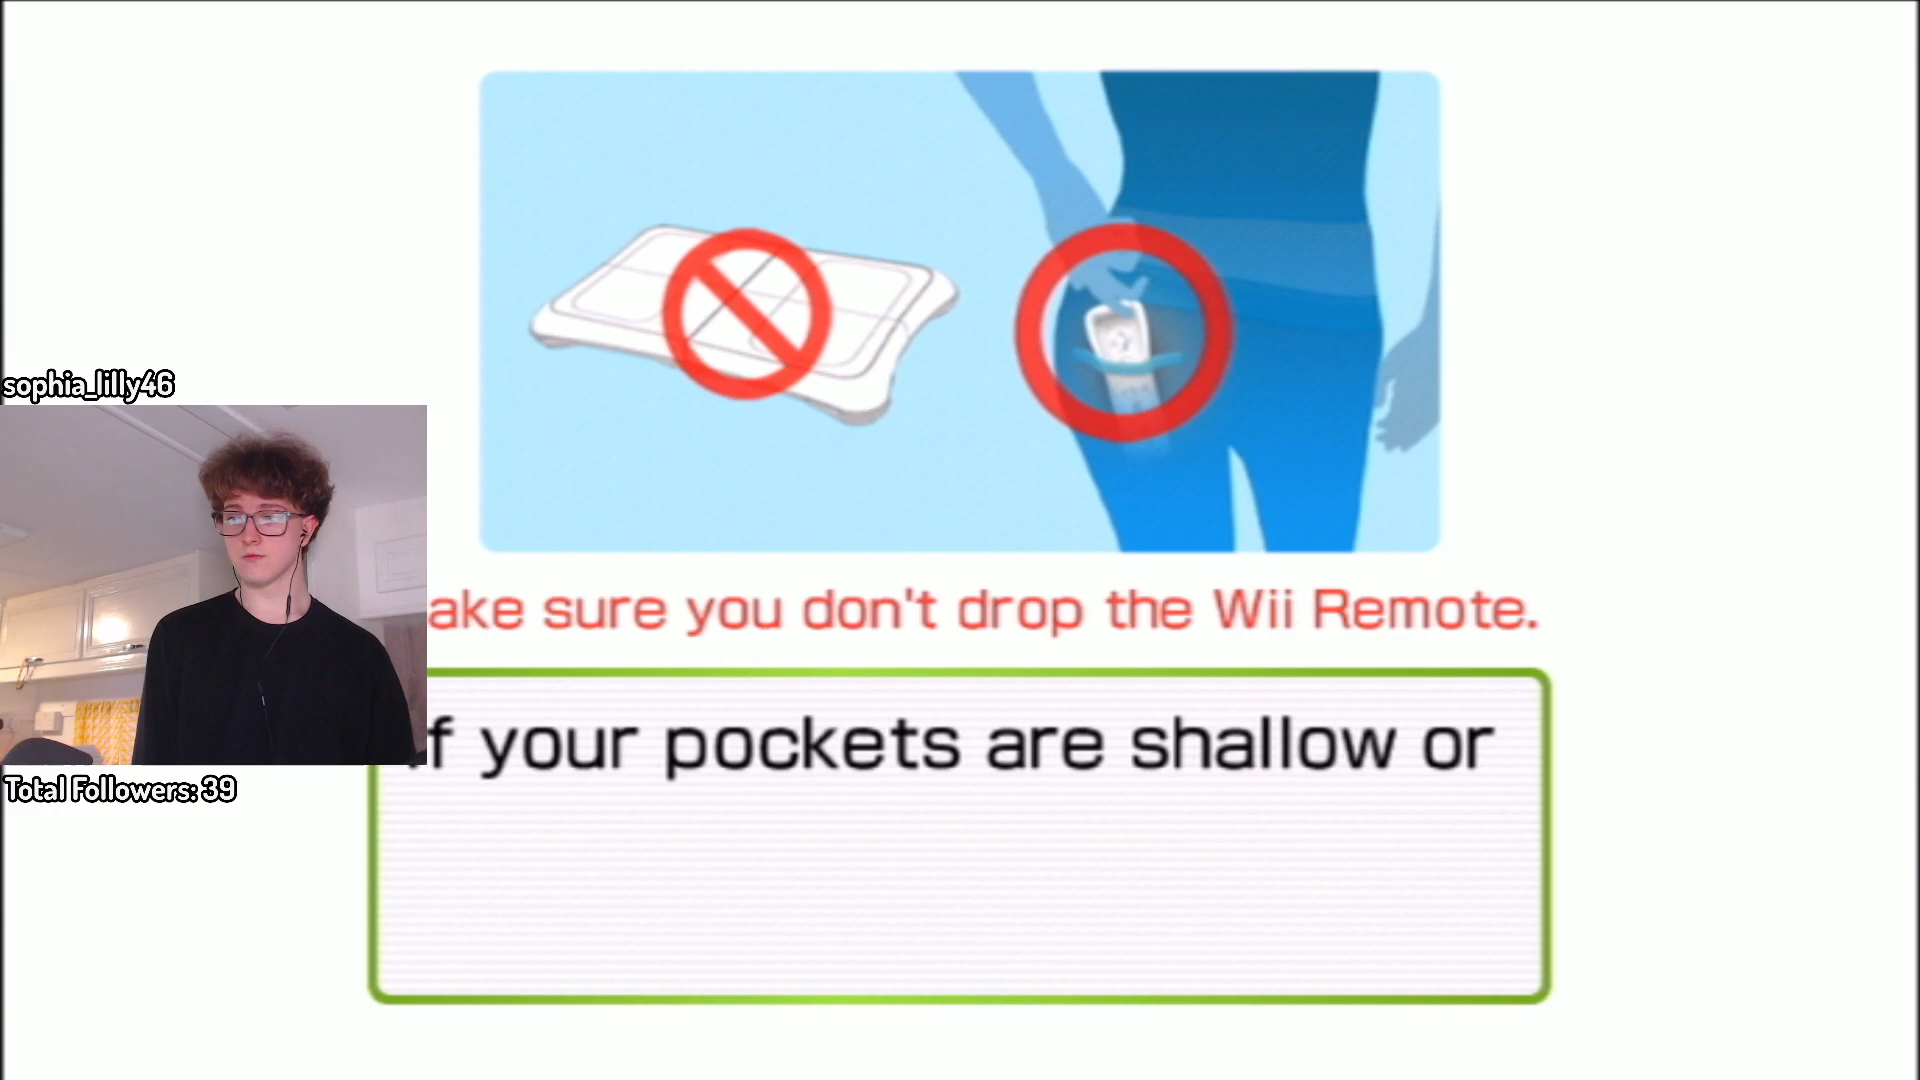 ake sure you don't drop the Wii Remote.
sophia_lilly46
f your pockets are shallow or
Total Followers: 39